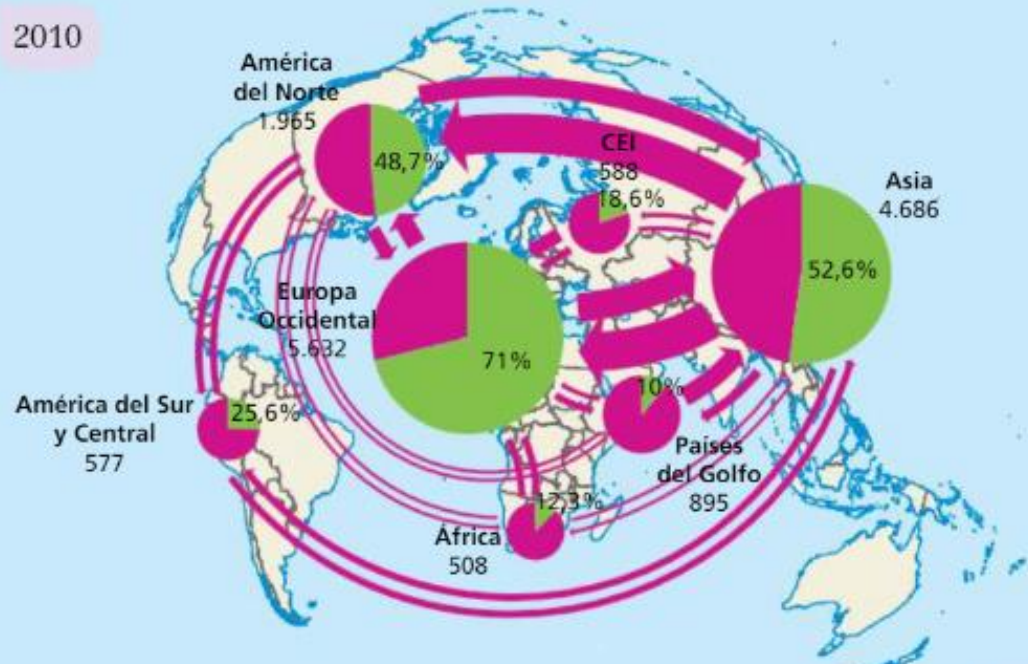 2010
América
del Norte
1.965
48,7%
CEI
588
18,6%
Asia
4.686
52,6%
Europa
Occidental
5.632
71%
América del Sur
y Central
577
25,6%
10%
Países
del Golfo
895
África
508
12,3%